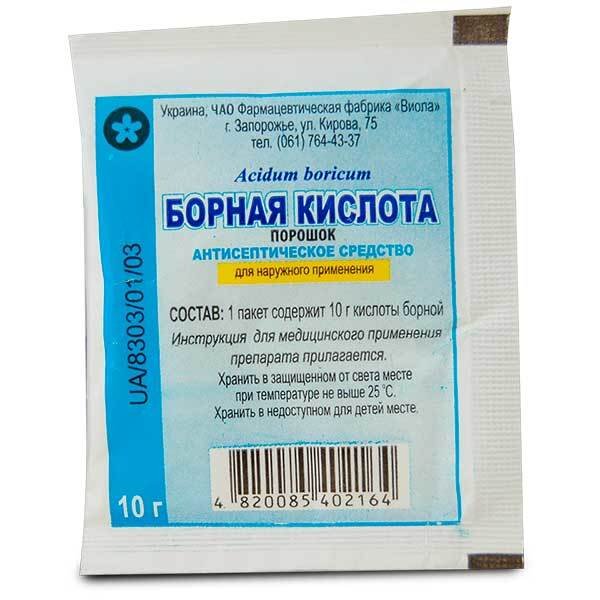 Украина, ЧАО Фармацевтическая фабрика «Виола»
г. Запорожье, ул. Кирова, 75
тел. (061) 764-43-37
Acidum boricum
БОРНАЯ КИСЛОТА
ПОРОШОК
АНТИСЕПТИЧЕСКОЕ СРЕДСТВО
для наружного применения
СОСТАВ: 1 пакет содержит 10 г кислоты борной
Инструкция для медицинского применения
препарата прилагается.
Хранить в защищенном от света месте
при температуре не выше 25 °С.
Хранить в недоступном для детей месте.
UA/8303/01/03
10 г
4 820085 402164